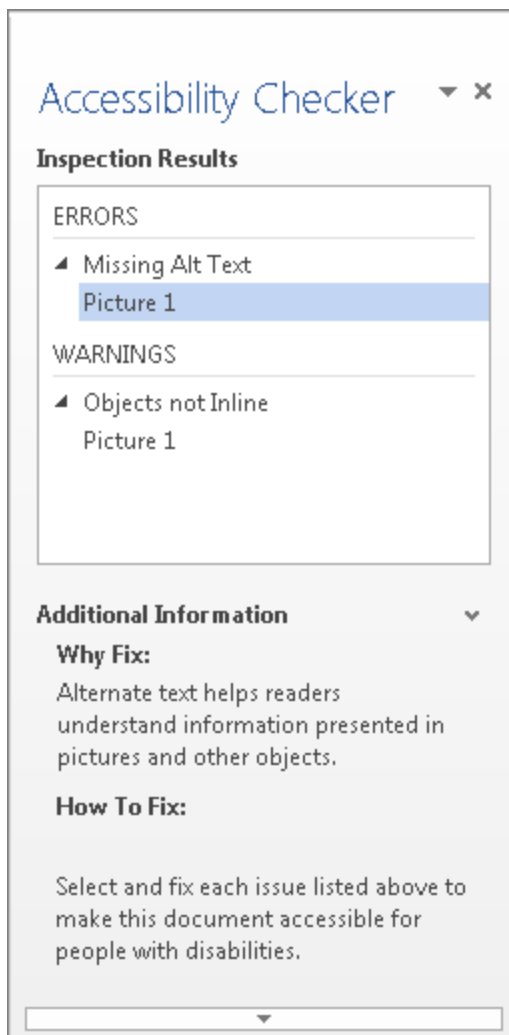 Accessibility Checker
Inspection Results
ERRORS
Missing Alt Text
Picture 1
WARNINGS
Objects not Inline
Picture 1
Additional Information
Why Fix:
Alternate text helps readers
understand information presented in
pictures and other objects.
How To Fix:
Select and fix each issue listed above to
make this document accessible for
people with disabilities.